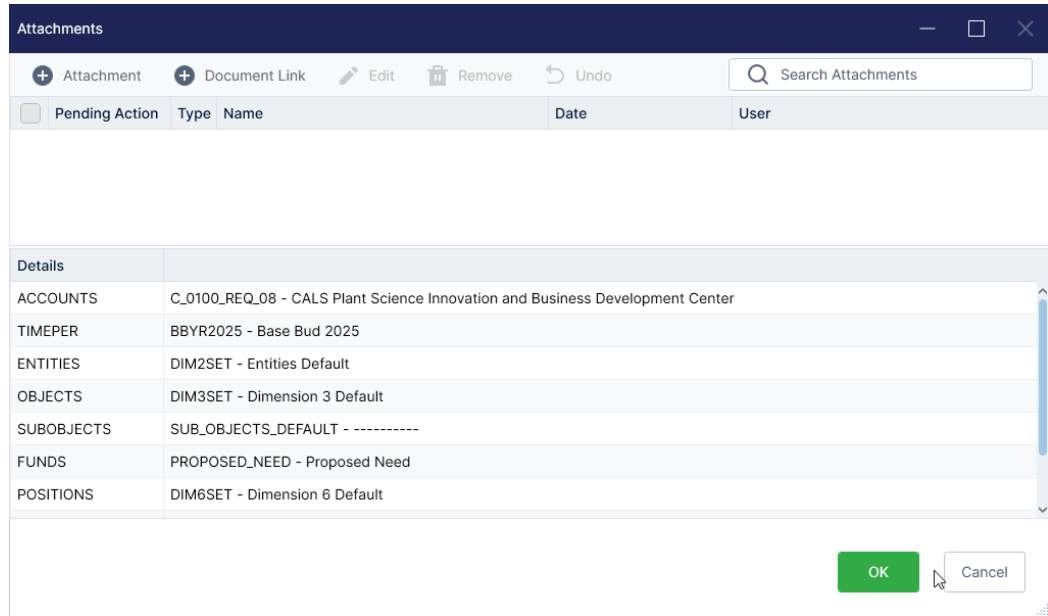 Attachments
Attachment Document Link Edit Remove Undo Search Attachments
Pending Action Type Name Date User
Details
ACCOUNTS C_0100_REQ_08 - CALS Plant Science Innovation and Business Development Center
TIMEPER BBYR2025 - Base Bud 2025
ENTITIES DIM2SET - Entities Default
OBJECTS DIM3SET - Dimension 3 Default
SUBOBJECTS SUB_OBJECTS_DEFAULT - ----------
FUNDS PROPOSED_NEED - Proposed Need
POSITIONS DIM6SET - Dimension 6 Default
OK Cancel